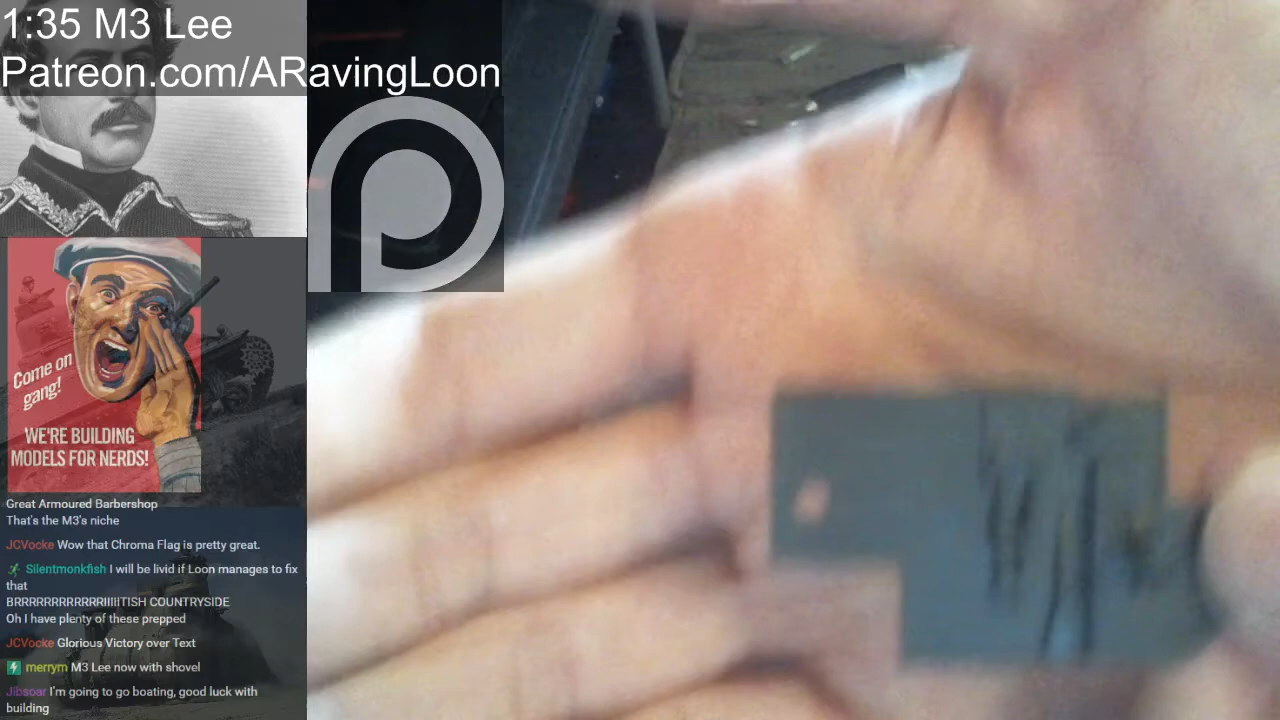 1:35 M3 Lee
Patreon.com/ARavingLoon
Come on
gang!
WE'RE BUILDING
MODELS FOR NERDS!
Great Armoured Barbershop
That's the M3's niche
JCVocke Wow that Chroma Flag is pretty great.
Silentmonkfish I will be livid if Loon manages to fix
that
BRRRRRRRRRRRIIIIITISH COUNTRYSIDE
Oh I have plenty of these prepped
JCVocke Glorious Victory over Text
merrym M3 Lee now with shovel
Jibsoar I'm going to go boating, good luck with
building